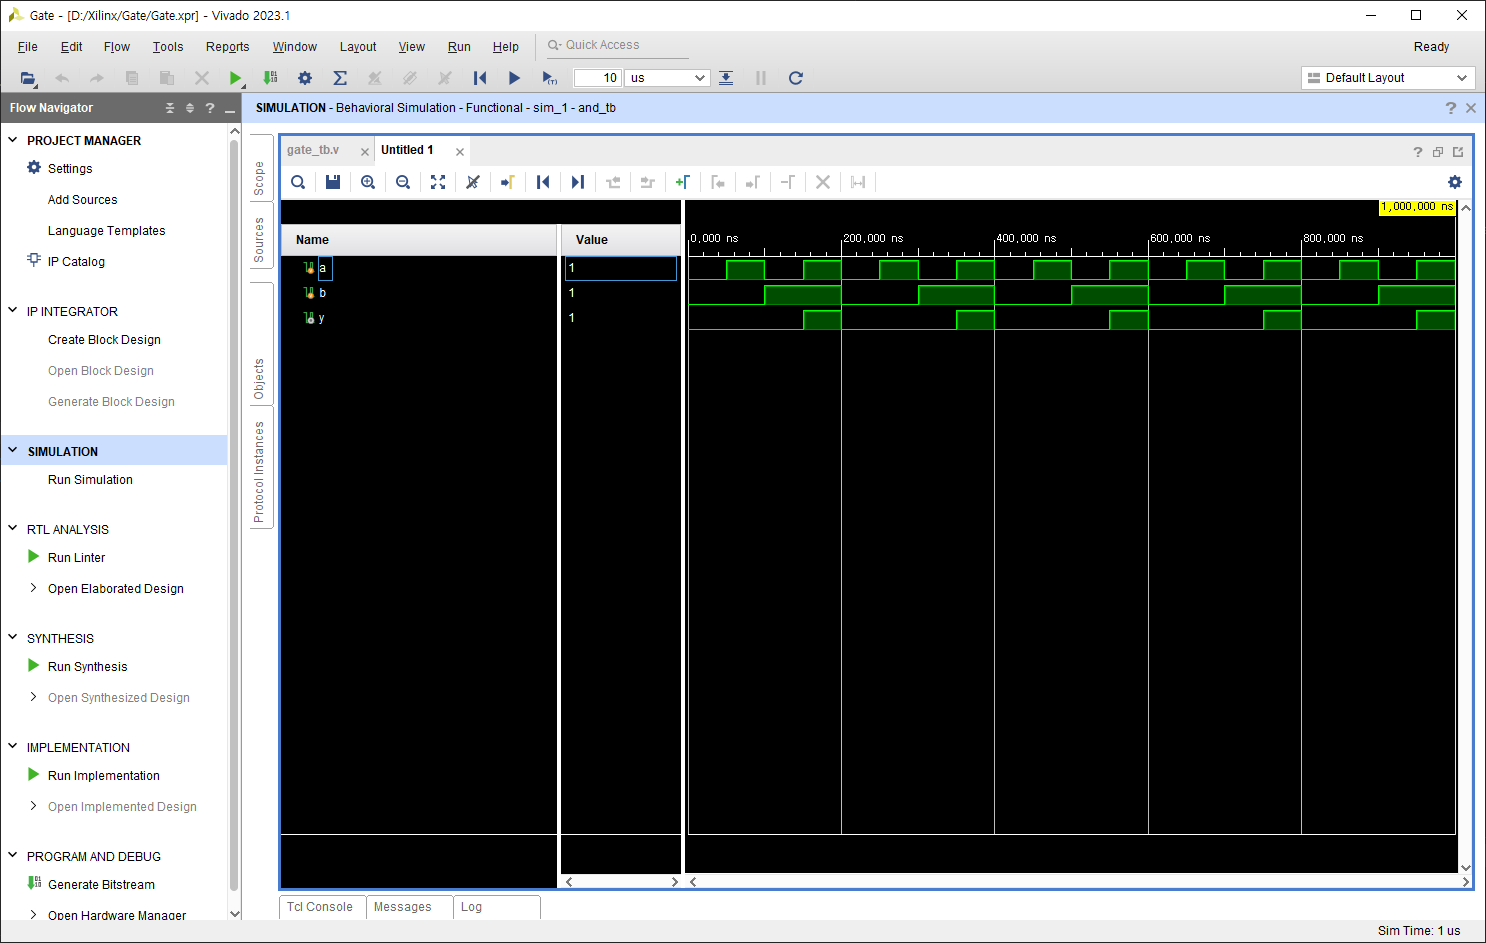 Gate - [D:/Xilinx/Gate/Gate.xpr] - Vivado 2023.1
File Edit Flow Tools Reports Window Layout View Run Help Quick Access Ready
10 us Default Layout
Flow Navigator
SIMULATION - Behavioral Simulation - Functional - sim_1 - and_tb
PROJECT MANAGER
Settings
Add Sources
Language Templates
IP Catalog
IP INTEGRATOR
Create Block Design
Open Block Design
Generate Block Design
SIMULATION
Run Simulation
RTL ANALYSIS
Run Linter
Open Elaborated Design
SYNTHESIS
Run Synthesis
Open Synthesized Design
IMPLEMENTATION
Run Implementation
Open Implemented Design
PROGRAM AND DEBUG
Generate Bitstream
Open Hardware Manager
Scope
Sources
Objects
Protocol Instances
gate_tb.v Untitled 1
1,000,000 ns
Name Value
0,000 ns 200,000 ns 400,000 ns 600,000 ns 800,000 ns
a 1
b 1
y 1
Tcl Console Messages Log
Sim Time: 1 us